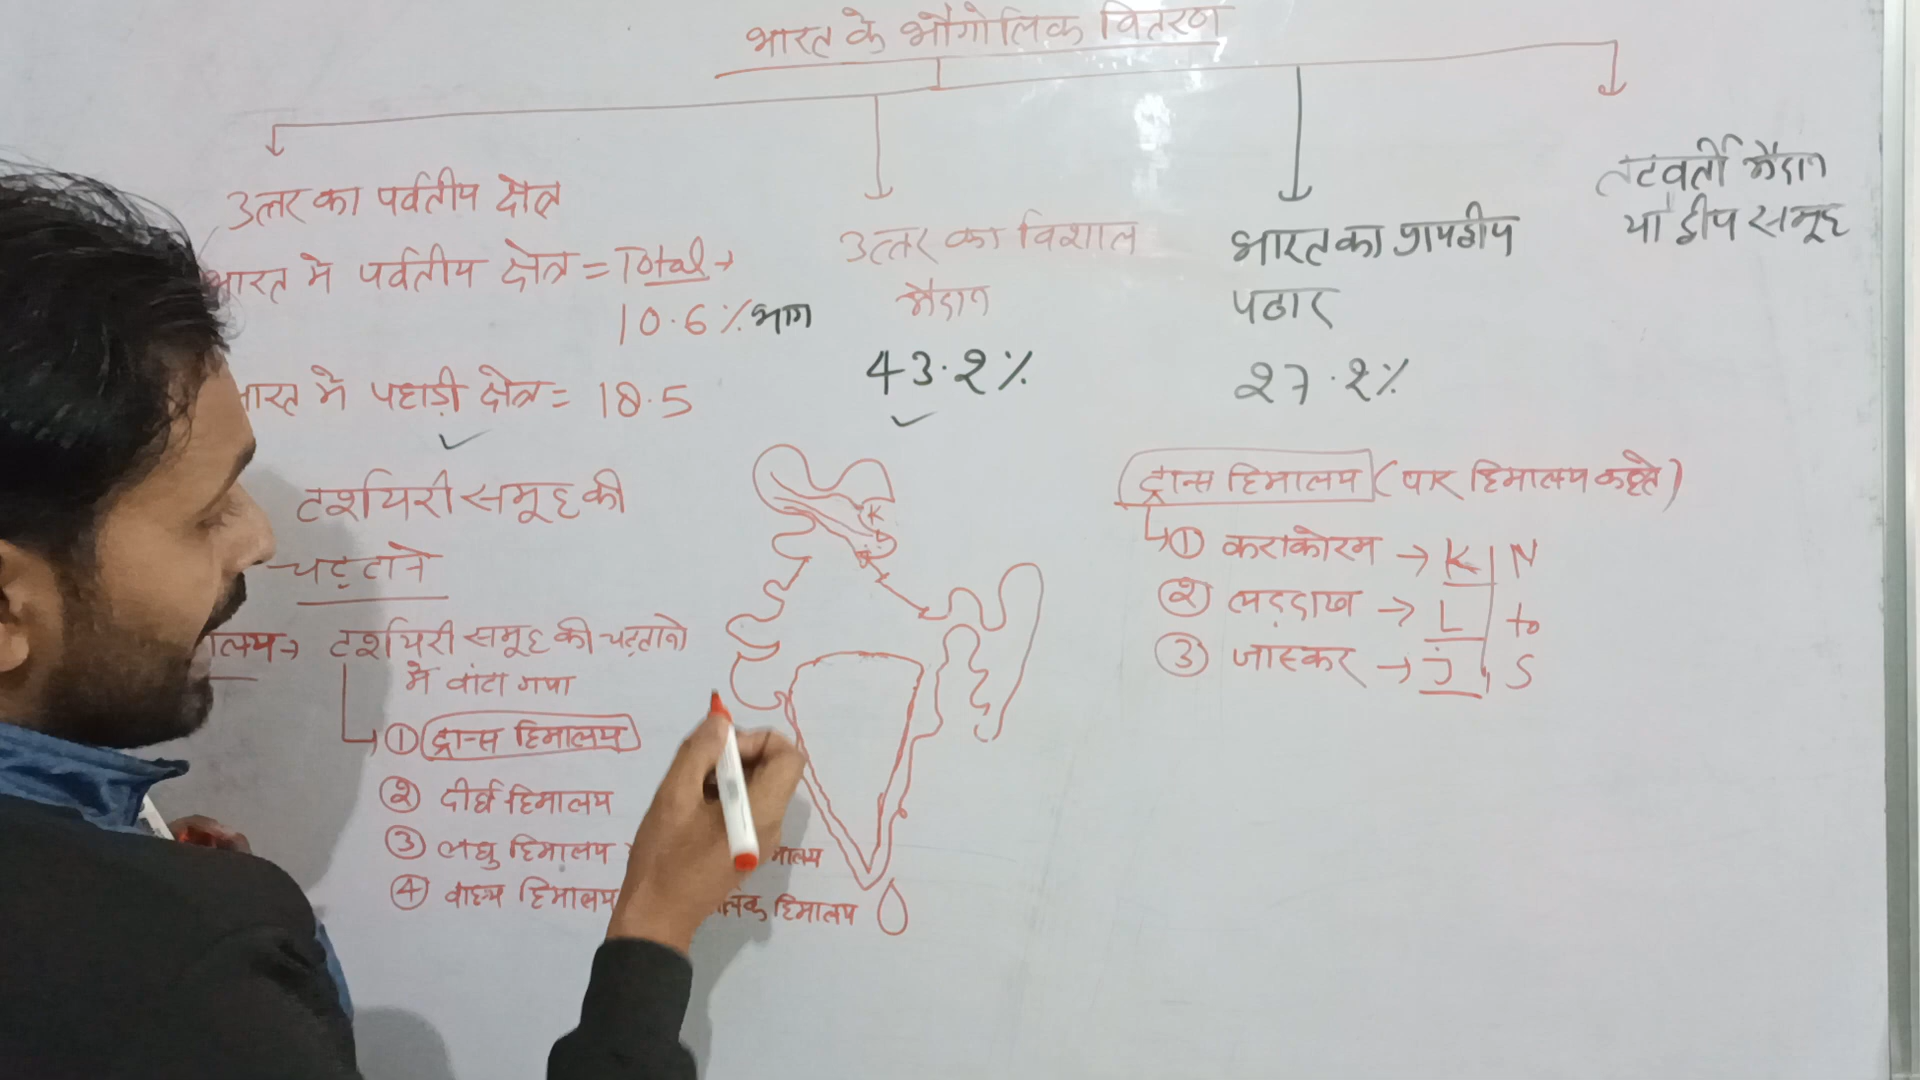 भारत के भौगोलिक वितरण
उत्तर का पर्वतीय क्षेत्र
भारत मे पर्वतीय क्षेत्र = Total →
10.6 % भाग
भारत मे पहाड़ी क्षेत्र = 18.5
उत्तर का विशाल
मैदान
43.2 %
भारत का प्रायद्वीप
पठार
27.2 %
तटवर्ती मैदान
या द्वीप समूह
टर्शियरी समूह की
चट्टाने
टर्शियरी समूह की चट्टानो
मे बांटा गया
① ट्रान्स हिमालय
② दीर्घ हिमालय
③ लघु हिमालय
④ वाह्य हिमालय
हिमालय
K
L
J
ट्रान्स हिमालय (पार हिमालय कहते)
① कराकोरम → K N
② लद्दाख → L to
③ जास्कर → J S